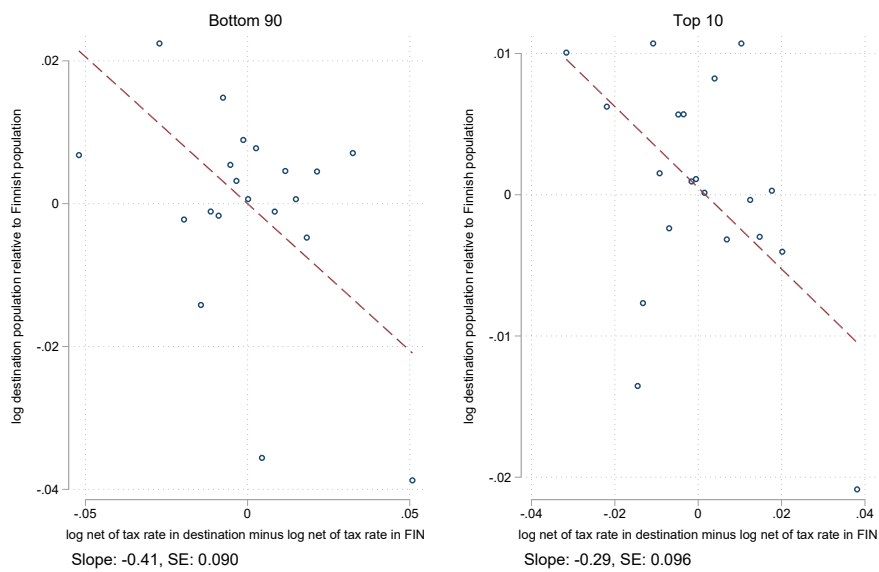 Bottom 90
log destination population relative to Finnish population
.02
0
-.02
-.04
-.05
0
.05
log net of tax rate in destination minus log net of tax rate in FIN
Slope: -0.41, SE: 0.090
Top 10
log destination population relative to Finnish population
.01
0
-.01
-.02
-.04
-.02
0
.02
.04
log net of tax rate in destination minus log net of tax rate in FIN
Slope: -0.29, SE: 0.096